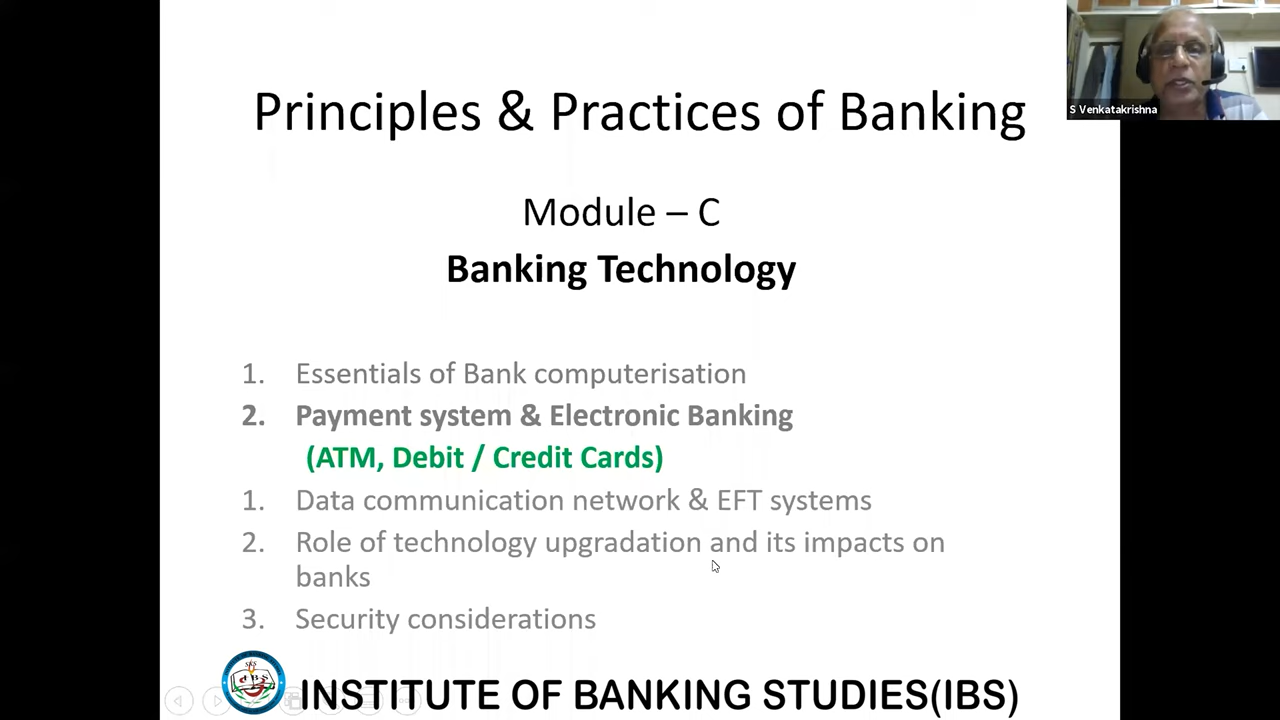 Principles & Practices of Banking
S Venkatakrishna
Module – C
Banking Technology
1. Essentials of Bank computerisation
2. Payment system & Electronic Banking
(ATM, Debit / Credit Cards)
1. Data communication network & EFT systems
2. Role of technology upgradation and its impacts on
banks
3. Security considerations
INSTITUTE OF BANKING STUDIES(IBS)